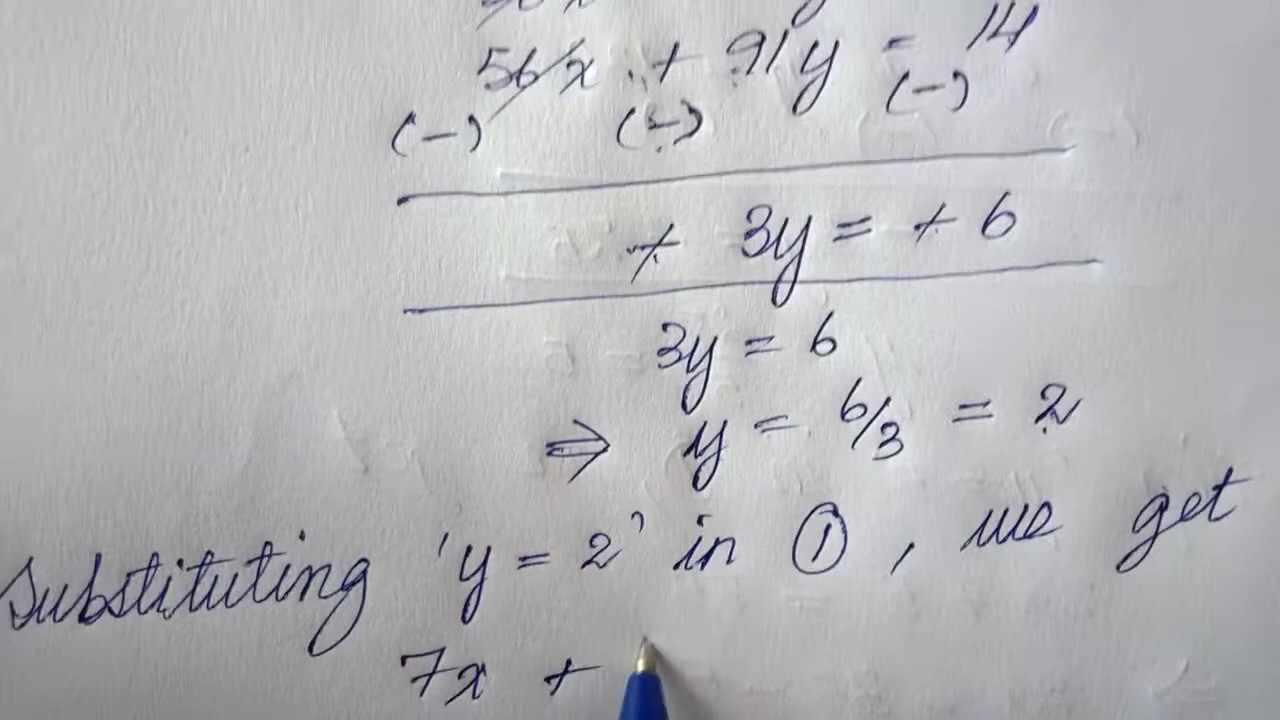 56x + 91y = 14
(-) (-) (-)
+ 3y = + 6
3y = 6
⇒ y = 6/3 = 2
Substituting 'y = 2' in ①, we get
7x +